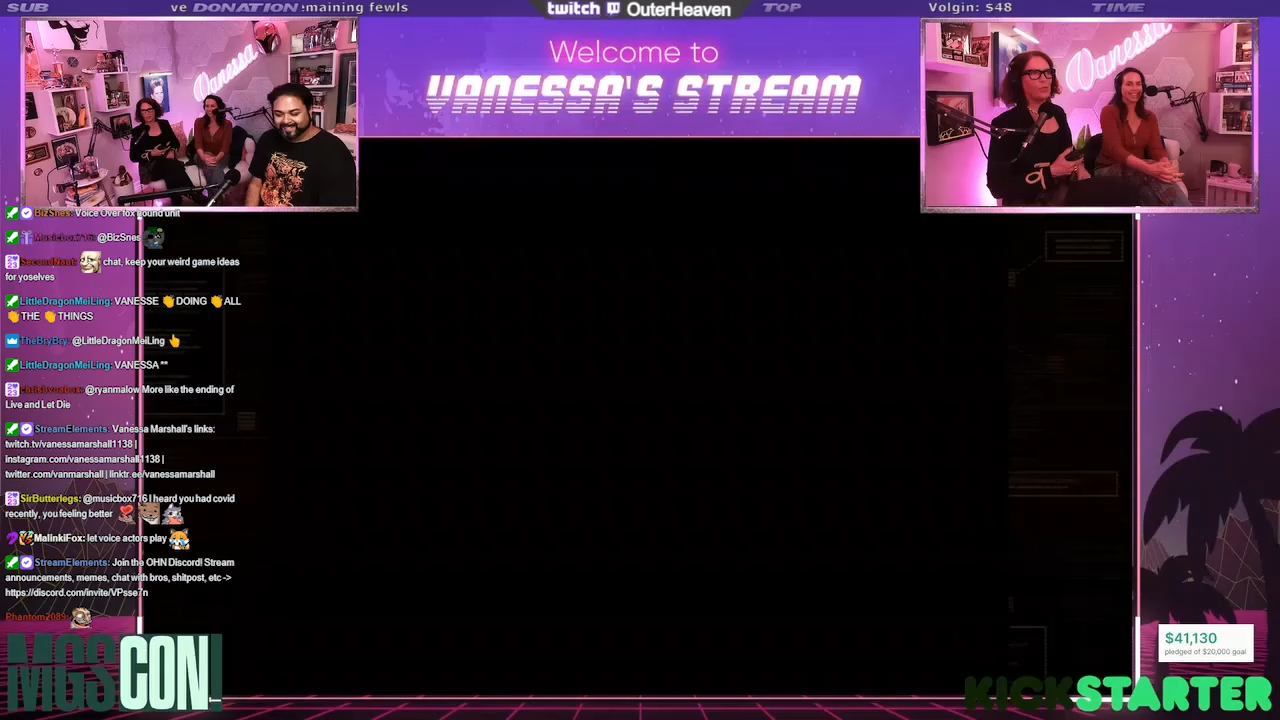 SUB
ve DONATION
maining fewls
twitch OuterHeaven
TOP
Volgin: $48
TIME
Welcome to
VANESSA'S STREAM
Vanessa
Vanessa
BizSnes: Voice Over fox hound unit
Musicbox716: @BizSnes
SecondNaut: chat, keep your weird game ideas
for yoselves
LittleDragonMeiLing: VANESSE 👏DOING 👏ALL
👏THE 👏THINGS
TheBryBry: @LittleDragonMeiLing 👆
LittleDragonMeiLing: VANESSA **
@ryanmalow More like the ending of
Live and Let Die
StreamElements: Vanessa Marshall's links:
twitch.tv/vanessamarshall1138 |
instagram.com/vanessamarshall1138 |
twitter.com/vanmarshall | linktr.ee/vanessamarshall
SirButterlegs: @musicbox716 I heard you had covid
recently, you feeling better
MalinkiFox: let voice actors play
StreamElements: Join the OHN Discord! Stream
announcements, memes, chat with bros, shitpost, etc ->
https://discord.com/invite/VPsse7n
Phantom2089:
MGSCON!
$41,130
pledged of $20,000 goal
KICKSTARTER